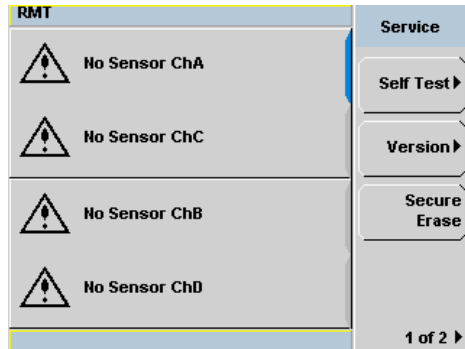 RMT
No Sensor ChA
No Sensor ChC
No Sensor ChB
No Sensor ChD
Service
Self Test
Version
Secure
Erase
1 of 2